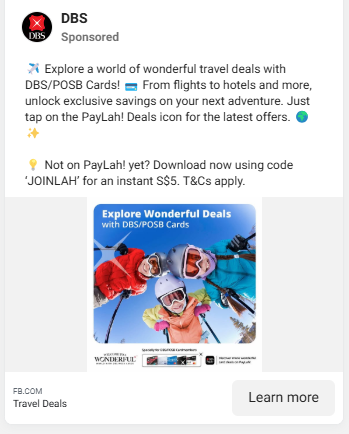 DBS
DBS
Sponsored
✈️ Explore a world of wonderful travel deals with
DBS/POSB Cards! 💳 From flights to hotels and more,
unlock exclusive savings on your next adventure. Just
tap on the PayLah! Deals icon for the latest offers. 🌍
✨
💡 Not on PayLah! yet? Download now using code
'JOINLAH' for an instant S$5. T&Cs apply.
Explore Wonderful Deals
with DBS/POSB Cards
WONDERFUL
FB.COM
Travel Deals
Learn more